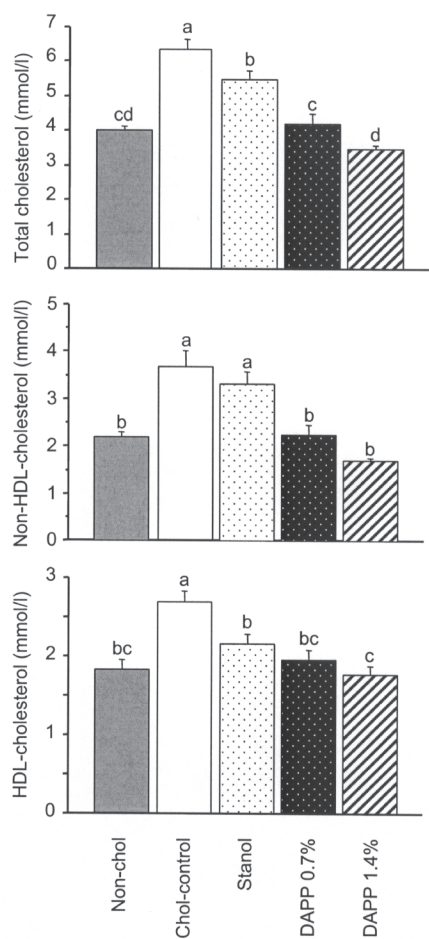 Total cholesterol (mmol/l)
7
6
5
4
3
2
1
0
cd
a
b
c
d
Non-HDL-cholesterol (mmol/l)
5
4
3
2
1
0
b
a
a
b
b
HDL-cholesterol (mmol/l)
3
2
1
0
bc
a
b
bc
c
Non-chol
Chol-control
Stanol
DAPP 0.7%
DAPP 1.4%